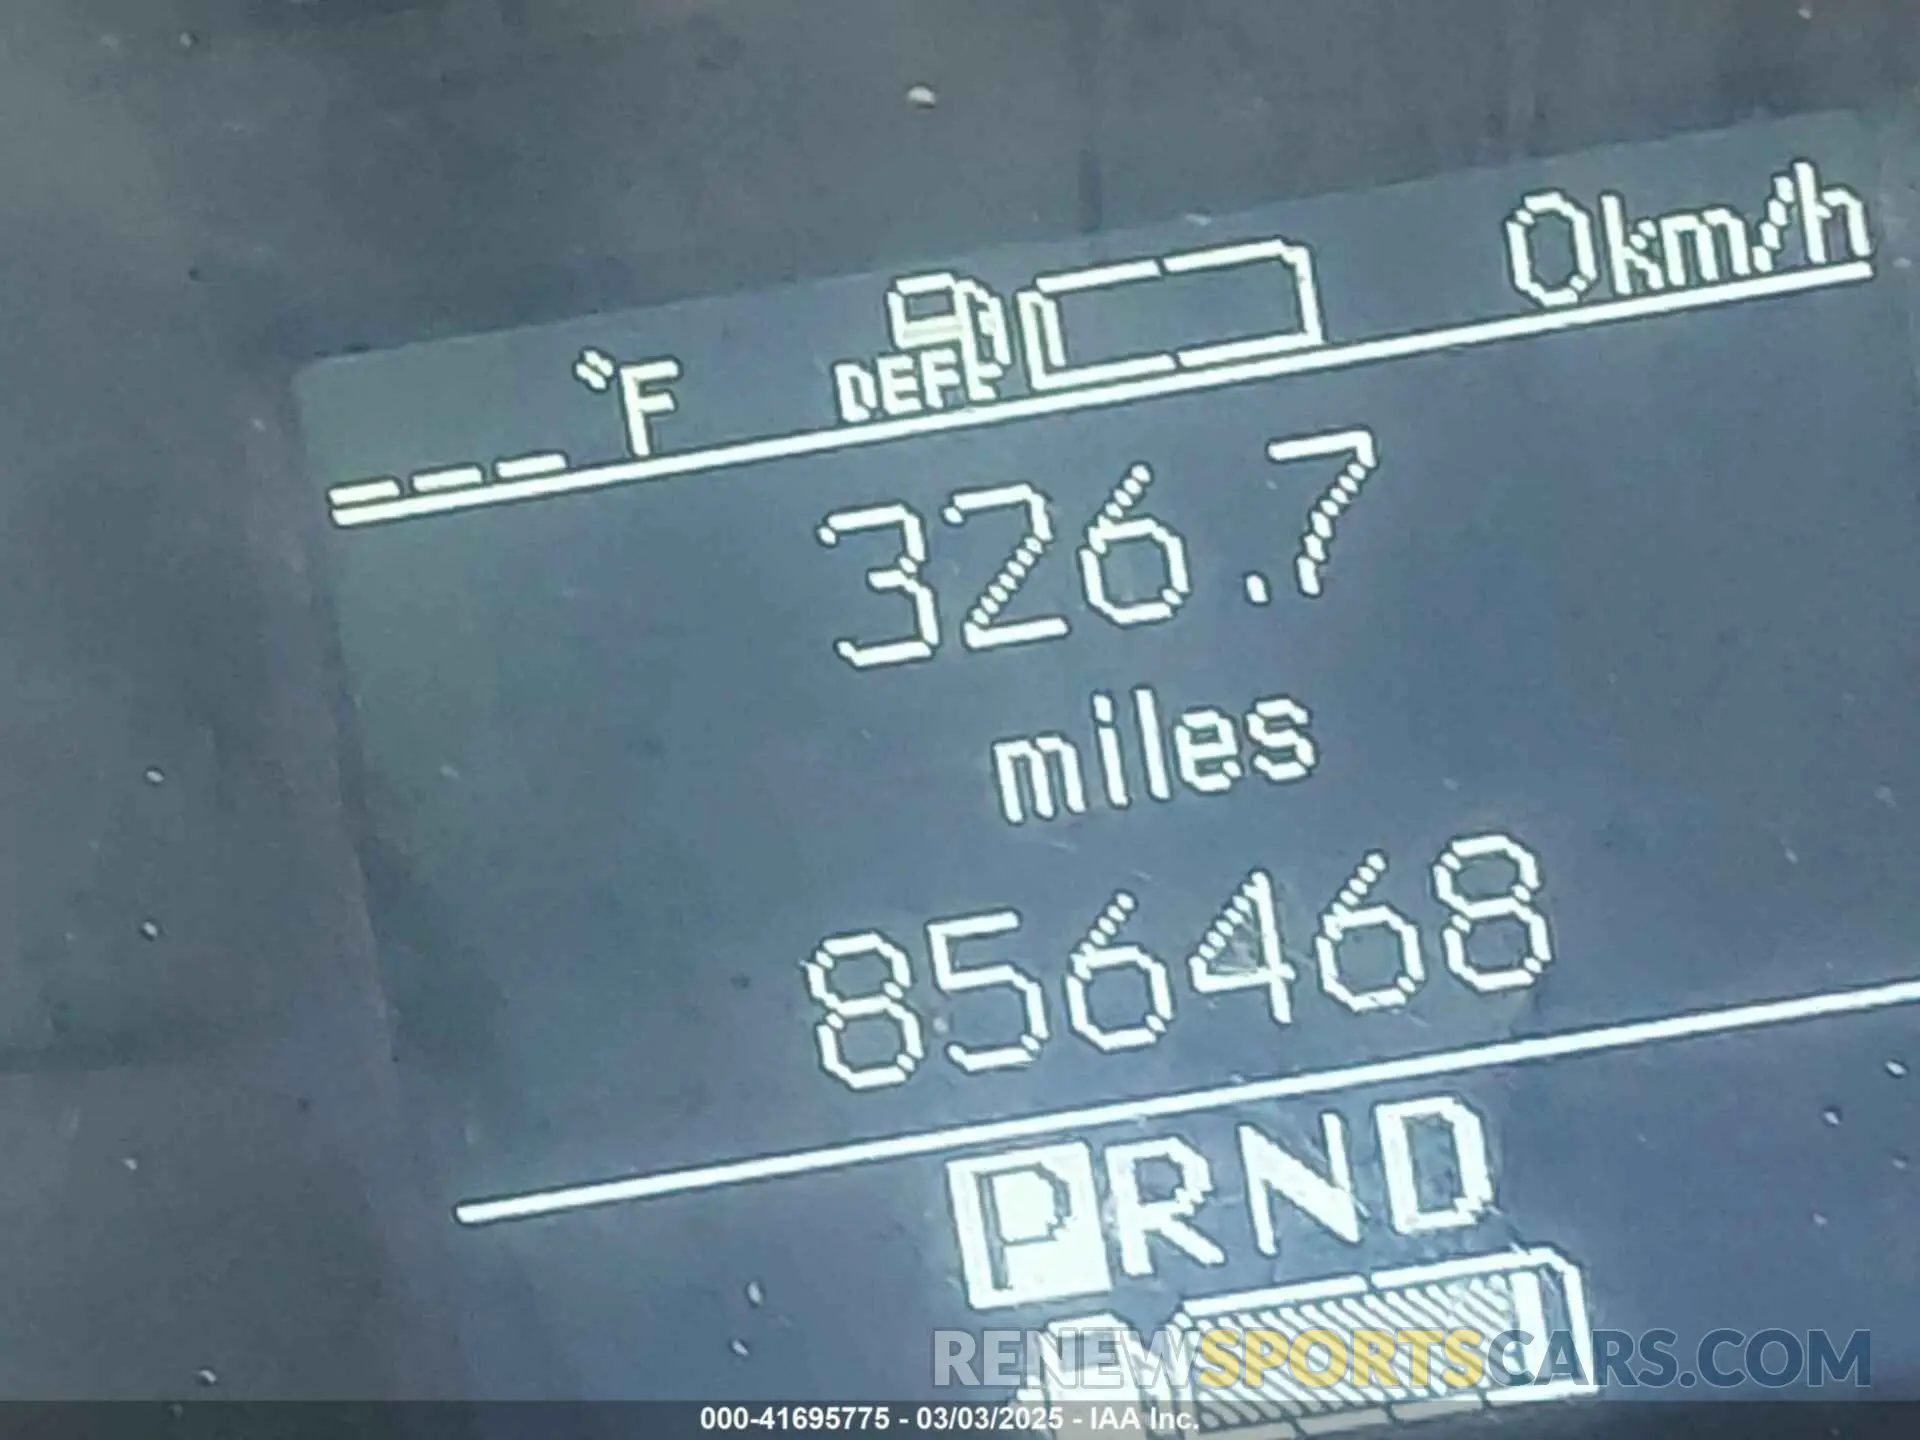 --- °F DEF 0km/h
326.7
miles
856468
PRND
RENEWSPORTSCARS.COM
000-41695775 - 03/03/2025 - IAA Inc.